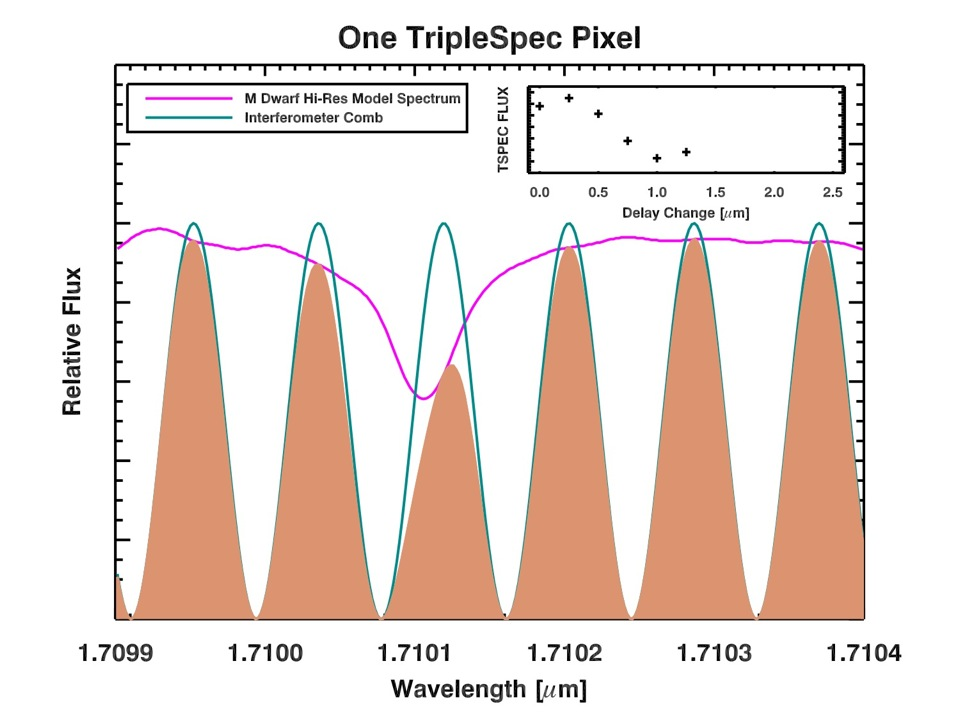 One TripleSpec Pixel
M Dwarf Hi-Res Model Spectrum
Interferometer Comb
TSPEC FLUX
0.0 0.5 1.0 1.5 2.0 2.5
Delay Change [μm]
Relative Flux
1.7099 1.7100 1.7101 1.7102 1.7103 1.7104
Wavelength [μm]